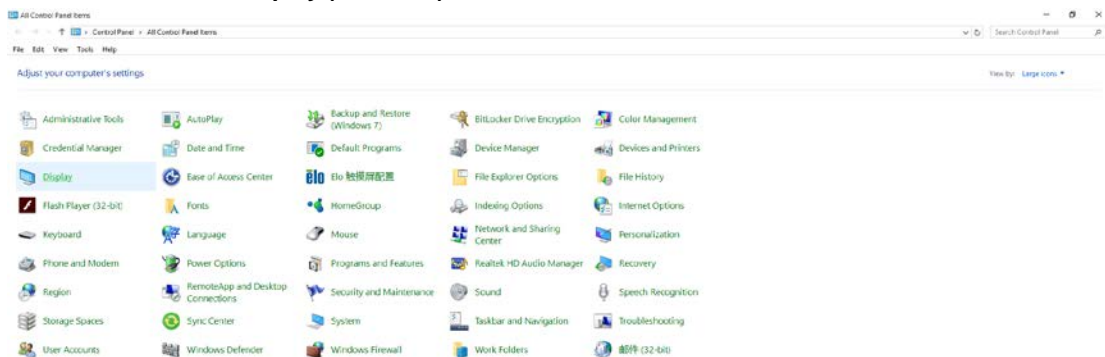 All Control Panel Items
Control Panel › All Control Panel Items
Search Control Panel
File Edit View Tools Help
Adjust your computer's settings
View by: Large icons
Administrative Tools
AutoPlay
Backup and Restore
(Windows 7)
BitLocker Drive Encryption
Color Management
Credential Manager
Date and Time
Default Programs
Device Manager
Devices and Printers
Display
Ease of Access Center
elo Elo 触摸屏配置
File Explorer Options
File History
Flash Player (32-bit)
Fonts
HomeGroup
Indexing Options
Internet Options
Keyboard
Language
Mouse
Network and Sharing
Center
Personalization
Phone and Modem
Power Options
Programs and Features
Realtek HD Audio Manager
Recovery
Region
RemoteApp and Desktop
Connections
Security and Maintenance
Sound
Speech Recognition
Storage Spaces
Sync Center
System
Taskbar and Navigation
Troubleshooting
User Accounts
Windows Defender
Windows Firewall
Work Folders
邮件 (32-bit)